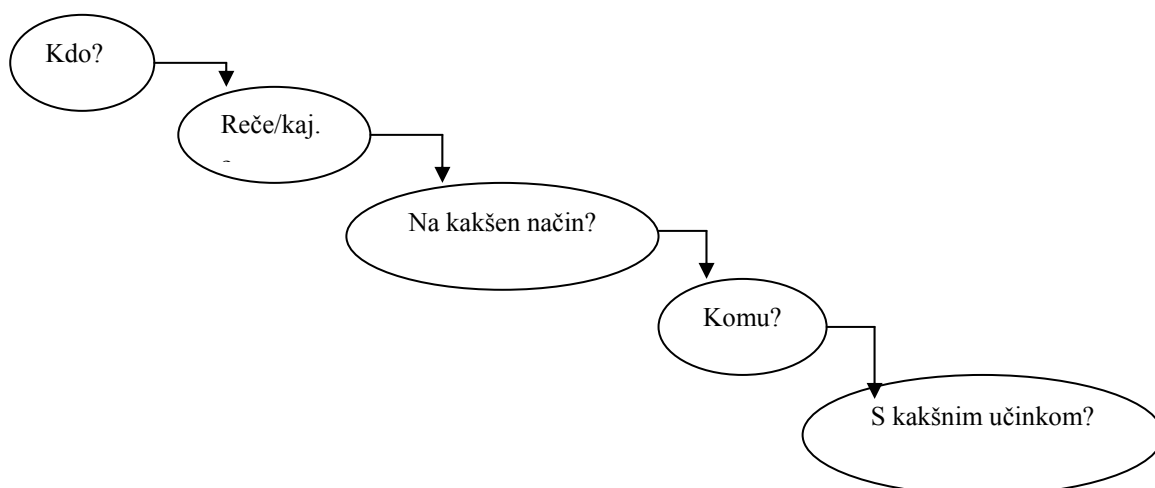 Kdo?
Reče/kaj.
Na kakšen način?
Komu?
S kakšnim učinkom?